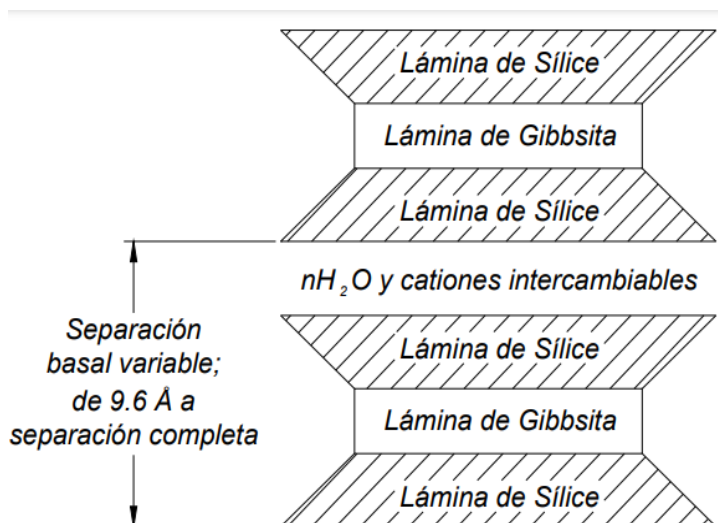 Lámina de Sílice
Lámina de Gibbsita
Lámina de Sílice
nH₂O y cationes intercambiables
Separación
basal variable;
de 9.6 Å a
separación completa
Lámina de Sílice
Lámina de Gibbsita
Lámina de Sílice